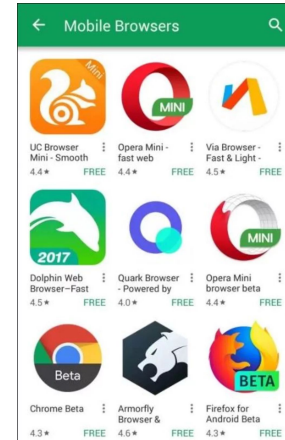 Mobile Browsers
Mini
UC Browser
Mini - Smooth
4.4★ FREE
MINI
Opera Mini -
fast web
4.4★ FREE
Via Browser -
Fast & Light -
4.5★ FREE
2017
Dolphin Web
Browser–Fast
4.5★ FREE
Quark Browser
- Powered by
4.0★ FREE
MINI
Opera Mini
browser beta
4.4★ FREE
Beta
Chrome Beta
4.3★ FREE
Armorfly
Browser &
4.6★ FREE
BETA
Firefox for
Android Beta
4.3★ FREE